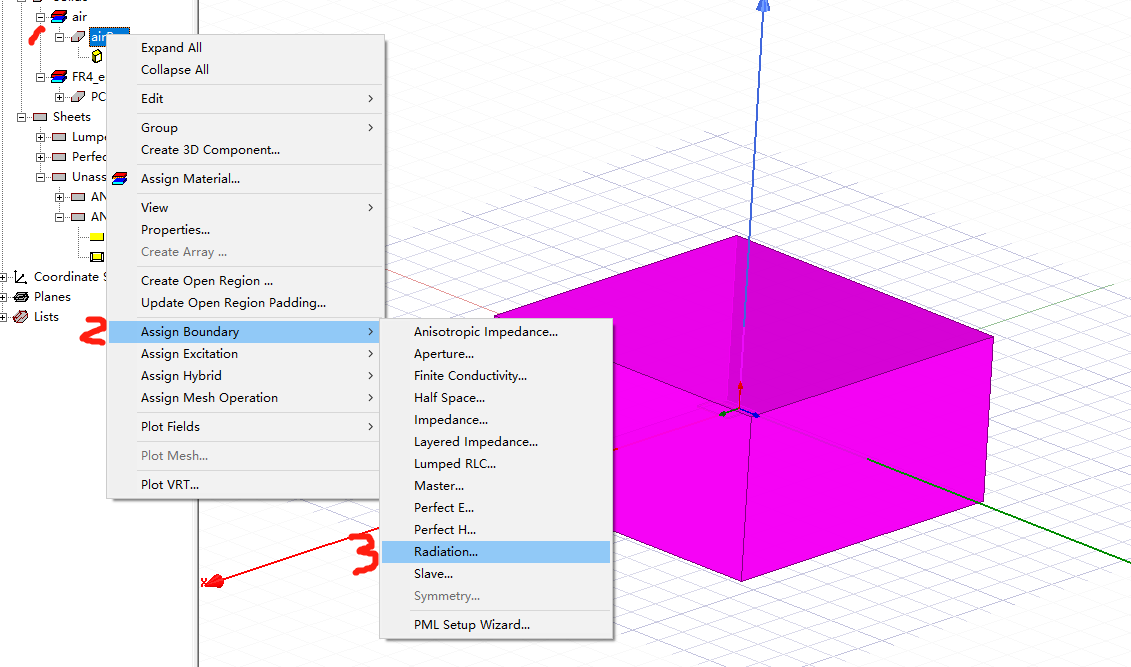 air
1
Expand All
Collapse All
FR4_e
PC
Edit
Sheets
Group
Lump
Create 3D Component...
Perfec
Unass
Assign Material...
AN
View
AN
Properties...
Create Array ...
Coordinate S
Create Open Region ...
Planes
Update Open Region Padding...
Lists
2
Assign Boundary
Assign Excitation
Assign Hybrid
Assign Mesh Operation
Plot Fields
Plot Mesh...
Plot VRT...
Anisotropic Impedance...
Aperture...
Finite Conductivity...
Half Space...
Impedance...
Layered Impedance...
Lumped RLC...
Master...
Perfect E...
Perfect H...
3
Radiation...
Slave...
Symmetry...
PML Setup Wizard...
X